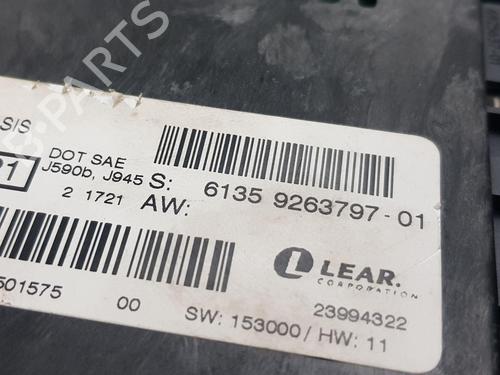 S/S
DOT SAE
J590b, J945 S: 6135 9263797-01
2 1721 AW:
LEAR.
CORPORATION
501575 00 23994322
SW: 153000 / HW: 11
PARTS